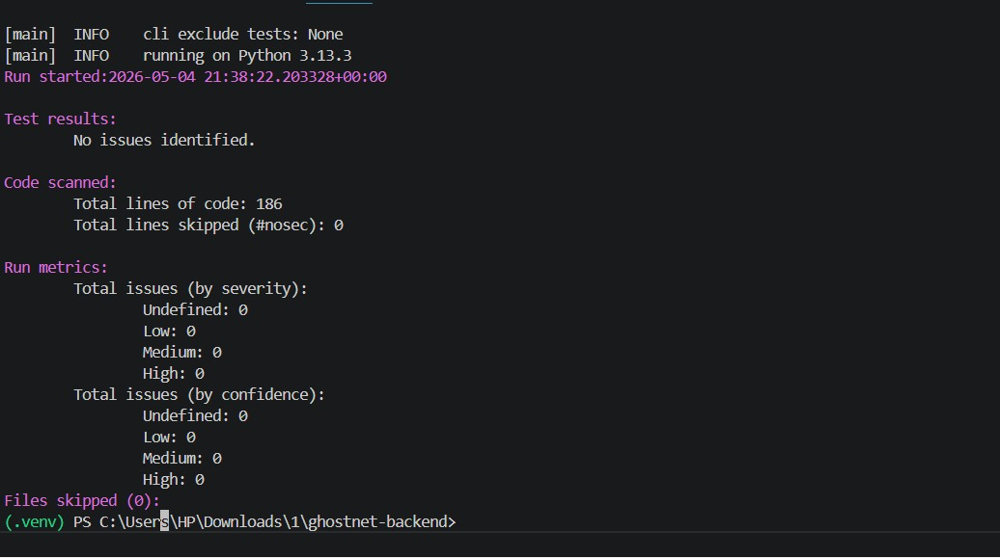 [main]  INFO    cli exclude tests: None
[main]  INFO    running on Python 3.13.3
Run started:2026-05-04 21:38:22.203328+00:00
Test results:
        No issues identified.
Code scanned:
        Total lines of code: 186
        Total lines skipped (#nosec): 0
Run metrics:
        Total issues (by severity):
                Undefined: 0
                Low: 0
                Medium: 0
                High: 0
        Total issues (by confidence):
                Undefined: 0
                Low: 0
                Medium: 0
                High: 0
Files skipped (0):
(.venv) PS C:\Users\HP\Downloads\1\ghostnet-backend>